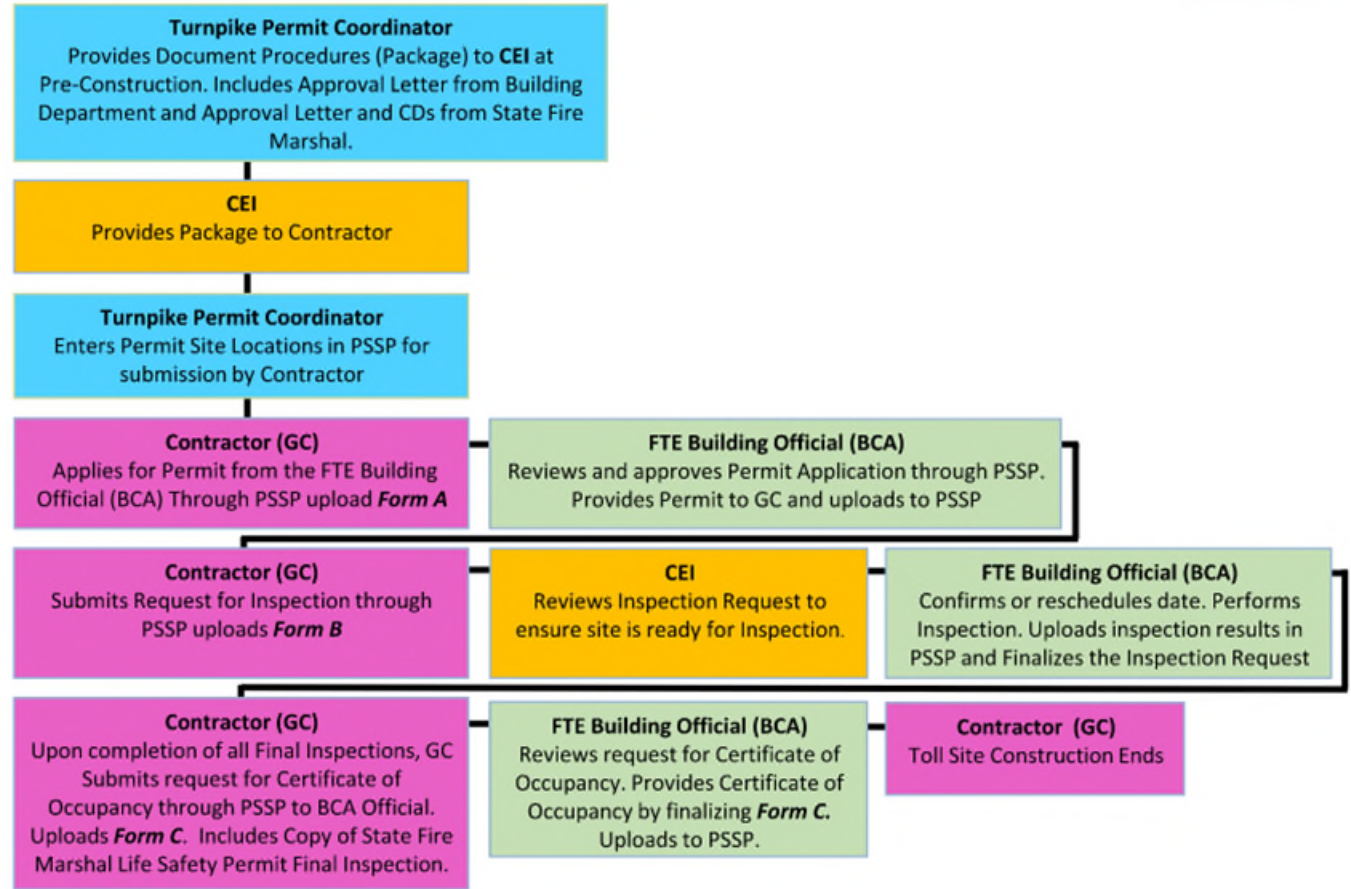 Turnpike Permit Coordinator
Provides Document Procedures (Package) to CEI at
Pre-Construction. Includes Approval Letter from Building
Department and Approval Letter and CDs from State Fire
Marshal.
CEI
Provides Package to Contractor
Turnpike Permit Coordinator
Enters Permit Site Locations in PSSP for
submission by Contractor
Contractor (GC)
Applies for Permit from the FTE Building
Official (BCA) Through PSSP upload Form A
FTE Building Official (BCA)
Reviews and approves Permit Application through PSSP.
Provides Permit to GC and uploads to PSSP
Contractor (GC)
Submits Request for Inspection through
PSSP uploads Form B
CEI
Reviews Inspection Request to
ensure site is ready for Inspection.
FTE Building Official (BCA)
Confirms or reschedules date. Performs
Inspection. Uploads inspection results in
PSSP and Finalizes the Inspection Request
Contractor (GC)
Upon completion of all Final Inspections, GC
Submits request for Certificate of
Occupancy through PSSP to BCA Official.
Uploads Form C. Includes Copy of State Fire
Marshal Life Safety Permit Final Inspection.
FTE Building Official (BCA)
Reviews request for Certificate of
Occupancy. Provides Certificate of
Occupancy by finalizing Form C.
Uploads to PSSP.
Contractor (GC)
Toll Site Construction Ends